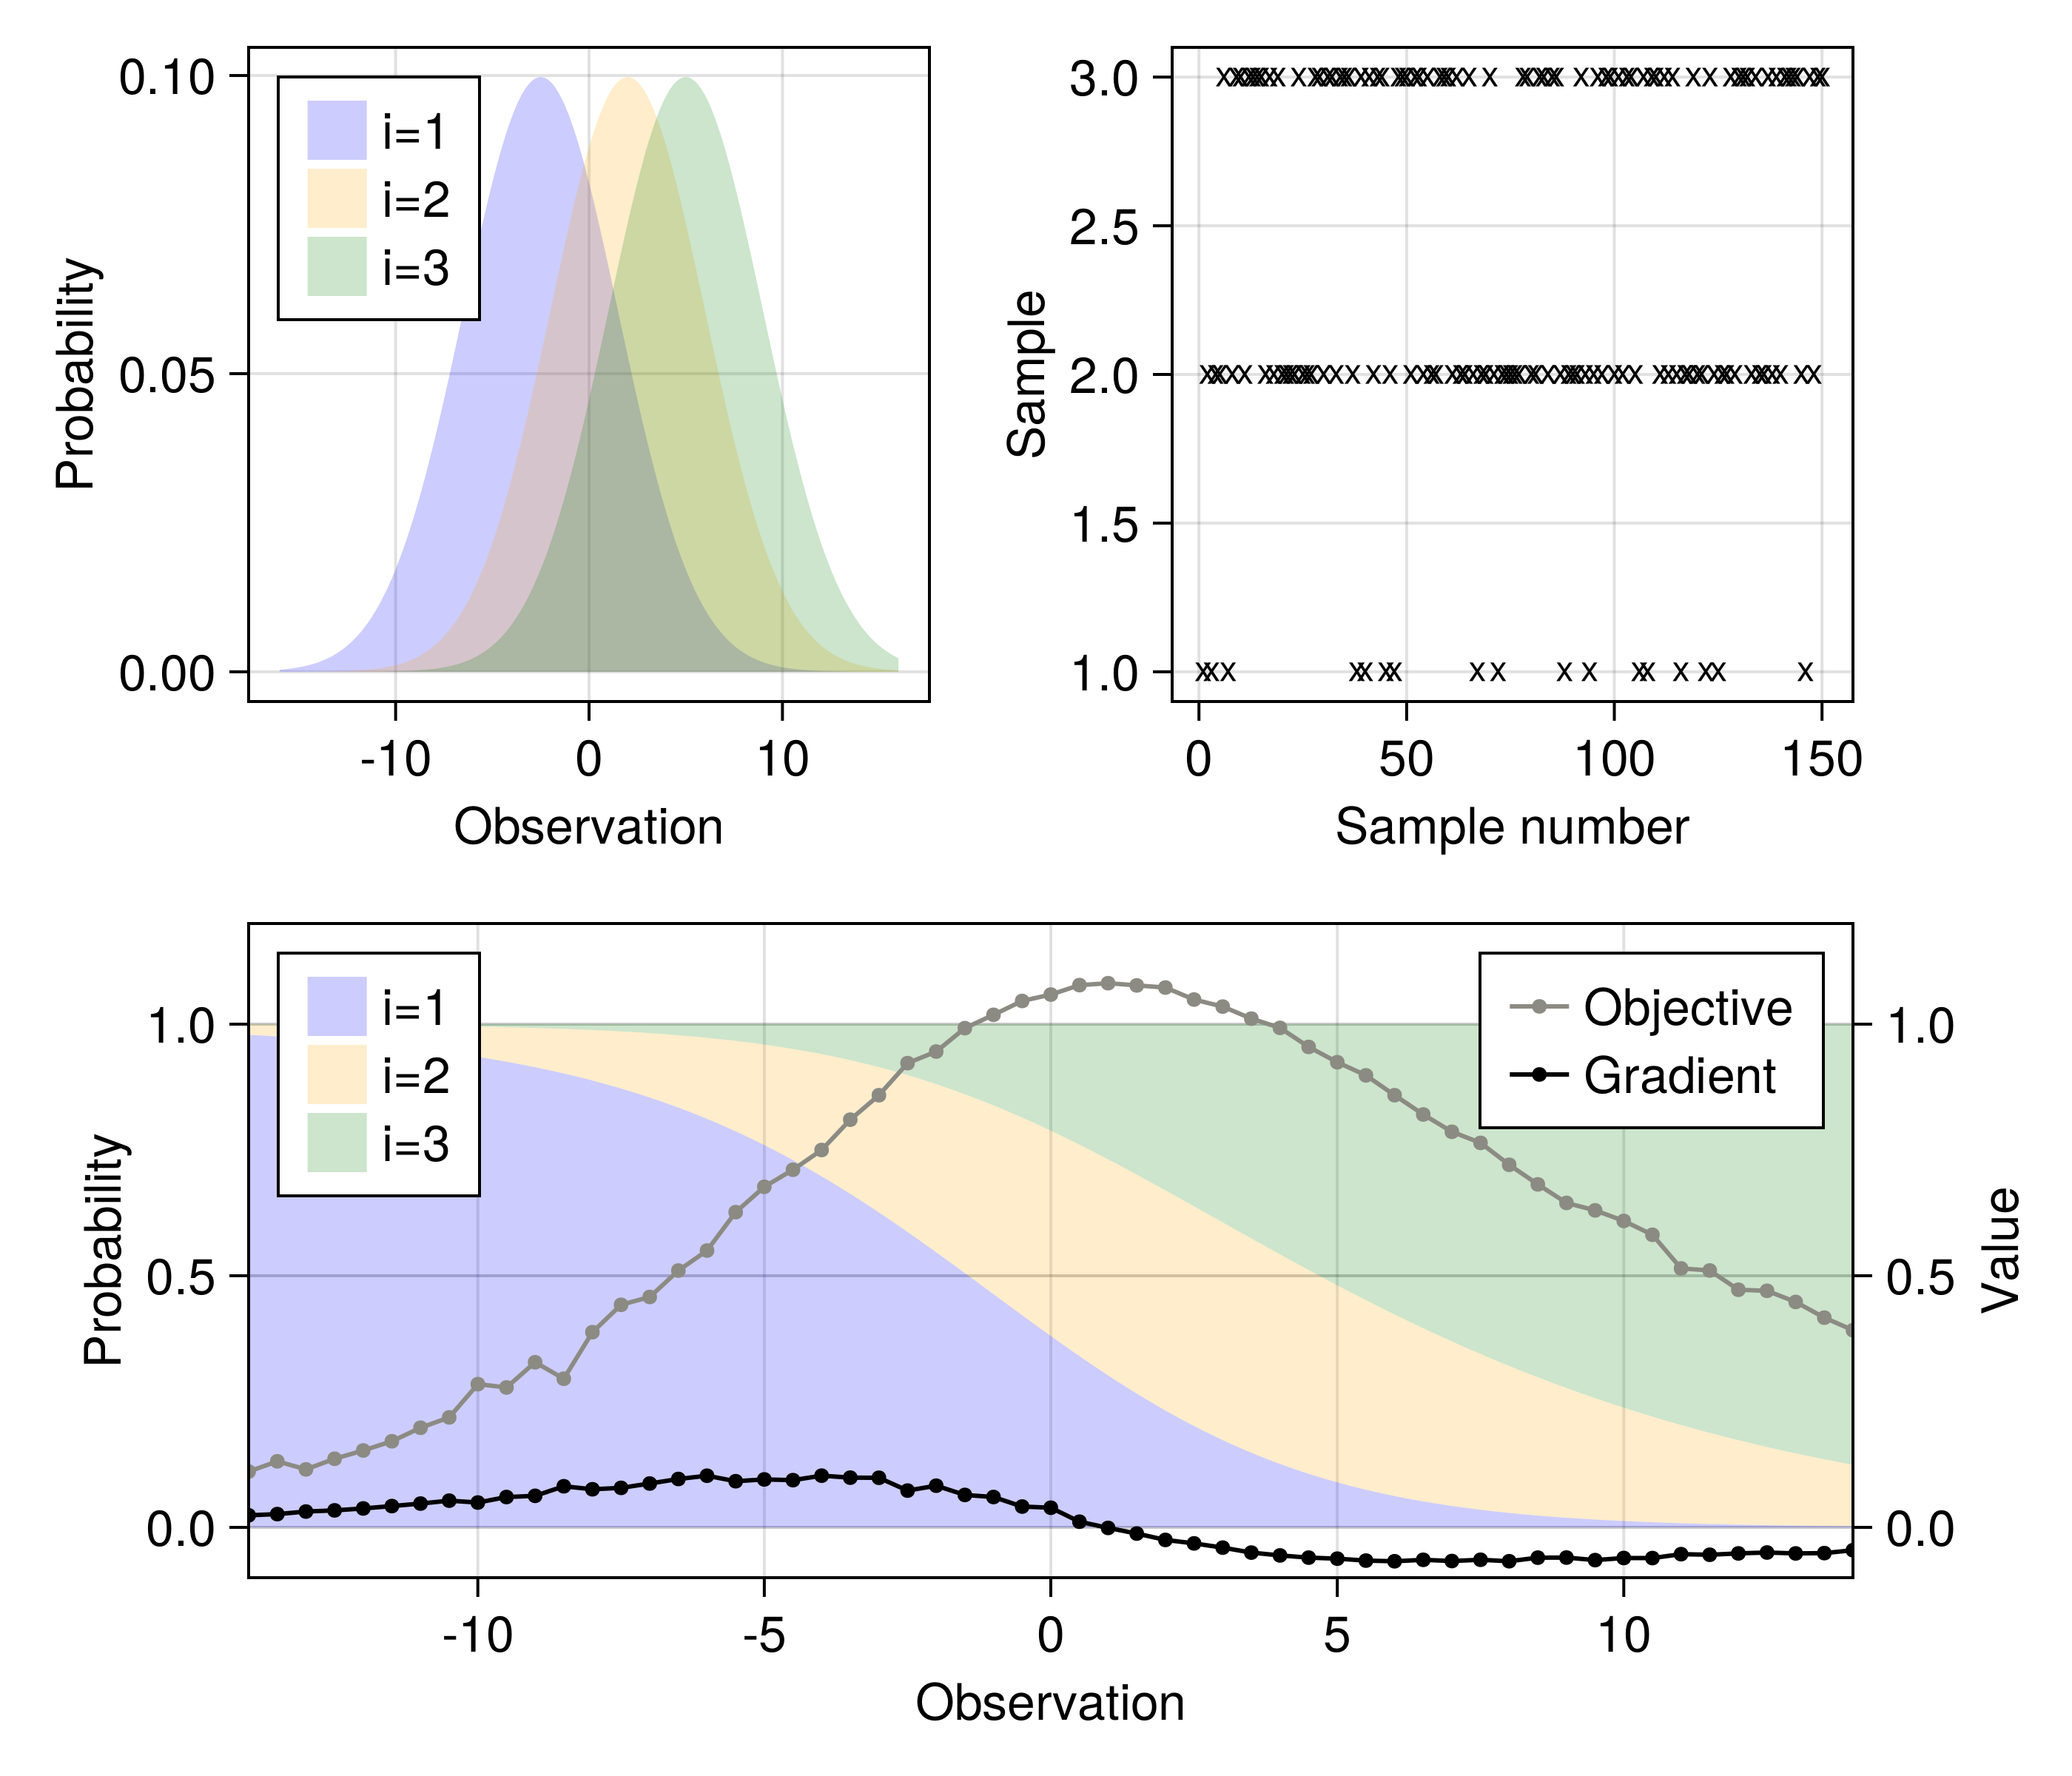 0.10
0.05
0.00
Probability
i=1
i=2
i=3
-10 0 10
Observation
3.0
2.5
2.0
1.5
1.0
Sample
0 50 100 150
Sample number
1.0
0.5
0.0
Probability
i=1
i=2
i=3
Objective
Gradient
1.0
0.5
0.0
Value
-10 -5 0 5 10
Observation